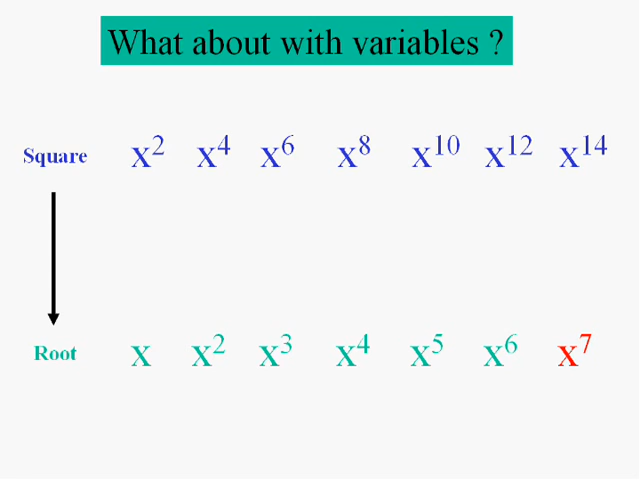 What about with variables ?
Square x² x⁴ x⁶ x⁸ x¹⁰ x¹² x¹⁴
Root x x² x³ x⁴ x⁵ x⁶ x⁷